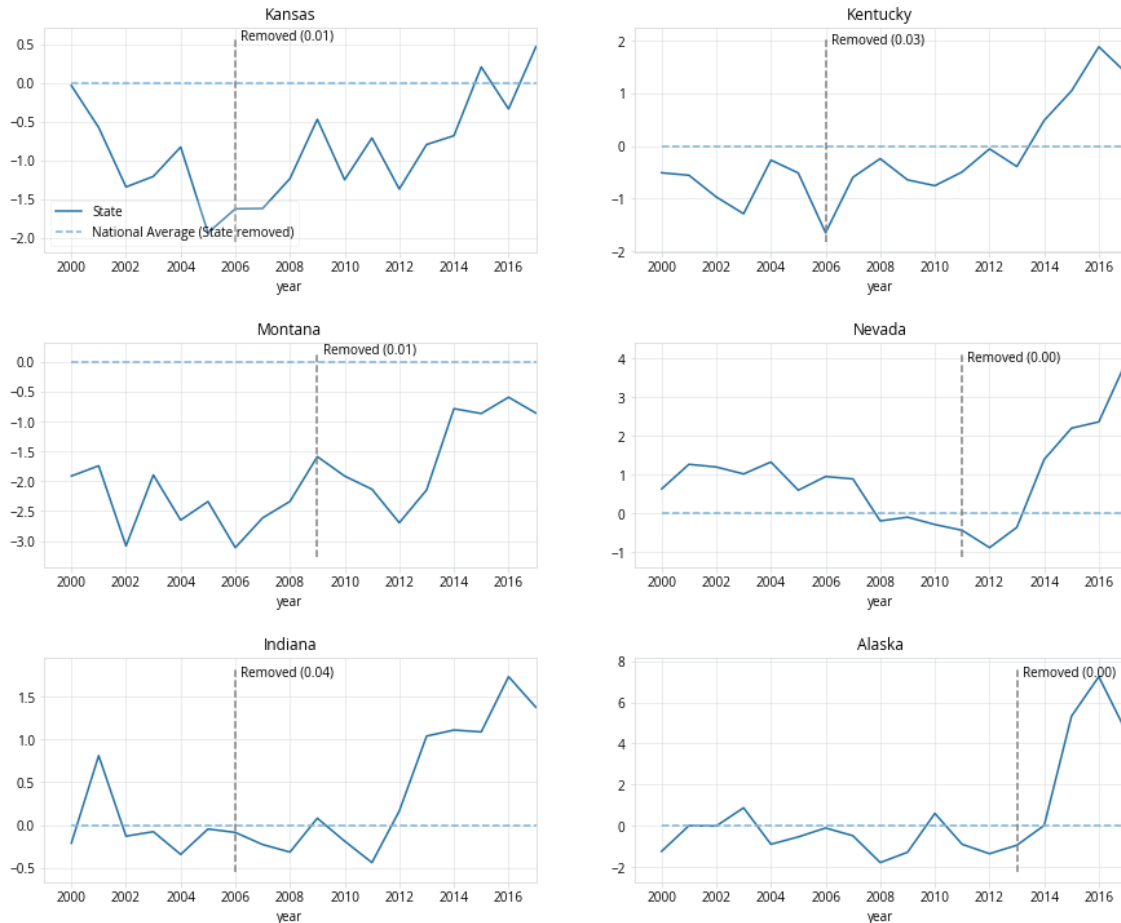 Kansas
Removed (0.01)
0.5
0.0
−0.5
−1.0
−1.5
−2.0
State
National Average (State removed)
2000 2002 2004 2006 2008 2010 2012 2014 2016
year
Kentucky
Removed (0.03)
2
1
0
−1
−2
2000 2002 2004 2006 2008 2010 2012 2014 2016
year
Montana
Removed (0.01)
0.0
−0.5
−1.0
−1.5
−2.0
−2.5
−3.0
2000 2002 2004 2006 2008 2010 2012 2014 2016
year
Nevada
Removed (0.00)
4
3
2
1
0
−1
2000 2002 2004 2006 2008 2010 2012 2014 2016
year
Indiana
Removed (0.04)
1.5
1.0
0.5
0.0
−0.5
2000 2002 2004 2006 2008 2010 2012 2014 2016
year
Alaska
Removed (0.00)
8
6
4
2
0
−2
2000 2002 2004 2006 2008 2010 2012 2014 2016
year